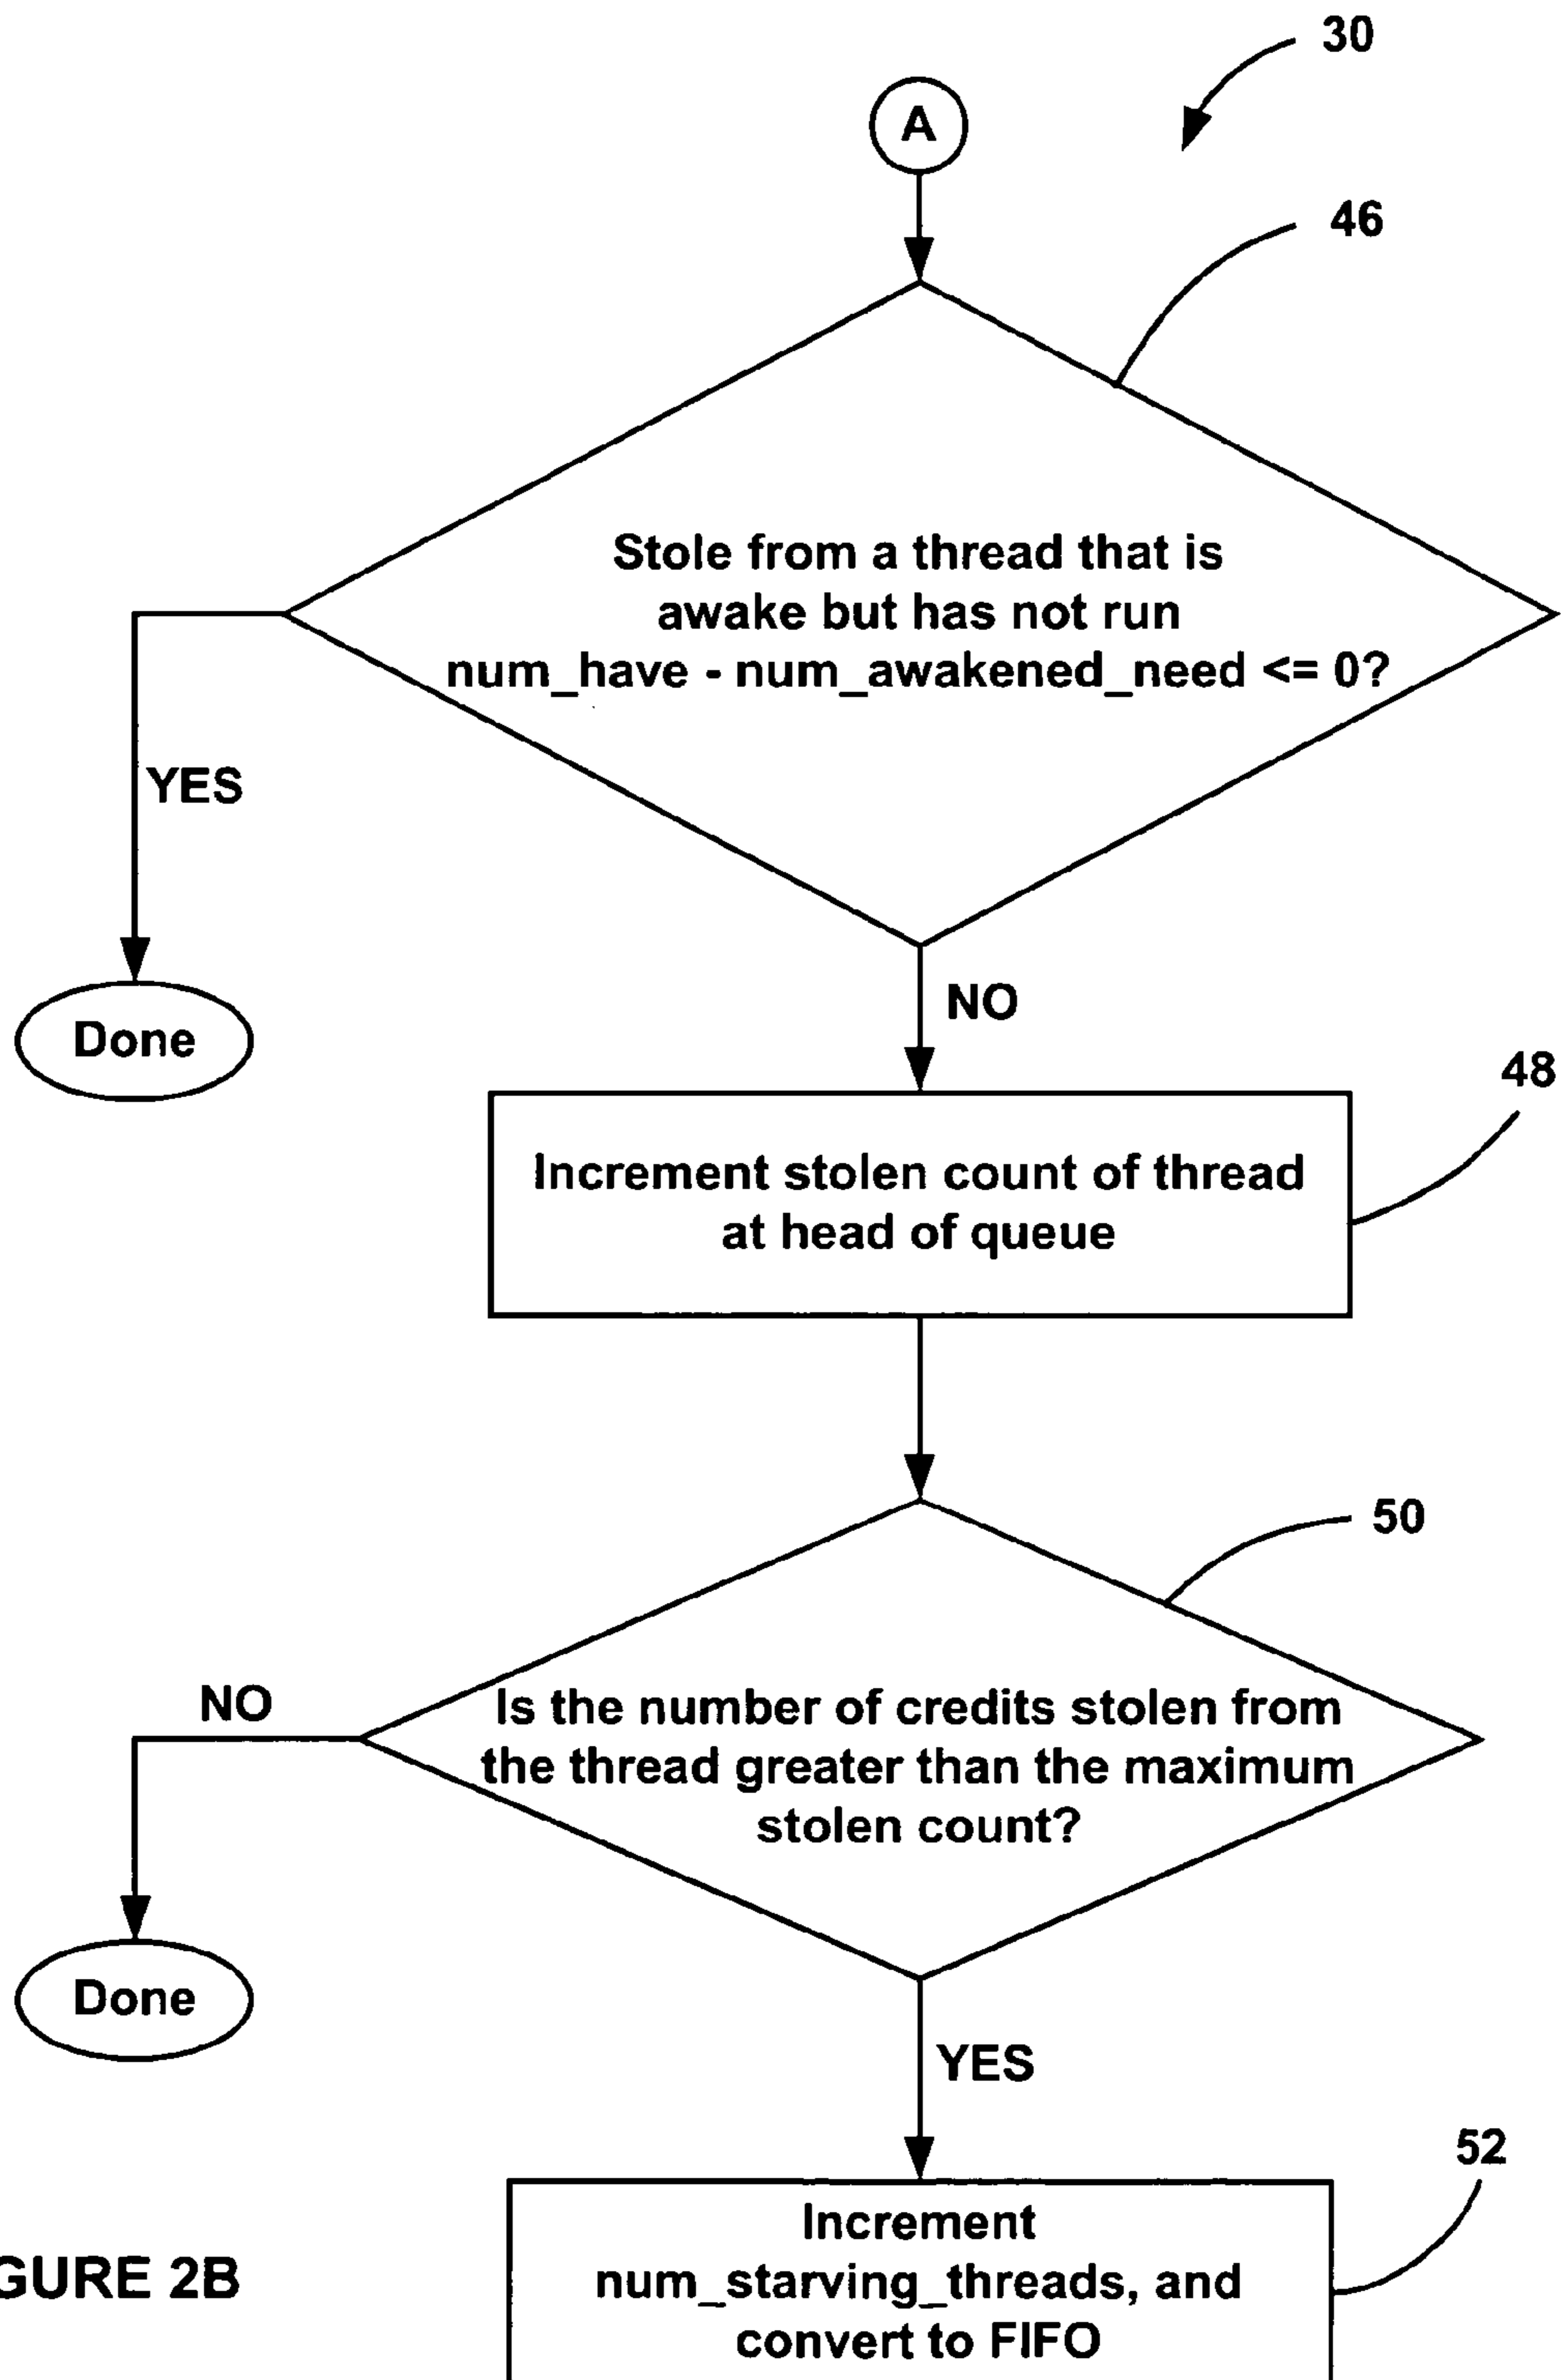 30
A
46
Stole from a thread that is
awake but has not run
num_have - num_awakened_need <= 0?
YES
NO
Done
48
Increment stolen count of thread
at head of queue
50
Is the number of credits stolen from
the thread greater than the maximum
stolen count?
NO
Done
YES
52
Increment
num_starving_threads, and
convert to FIFO
GURE 2B